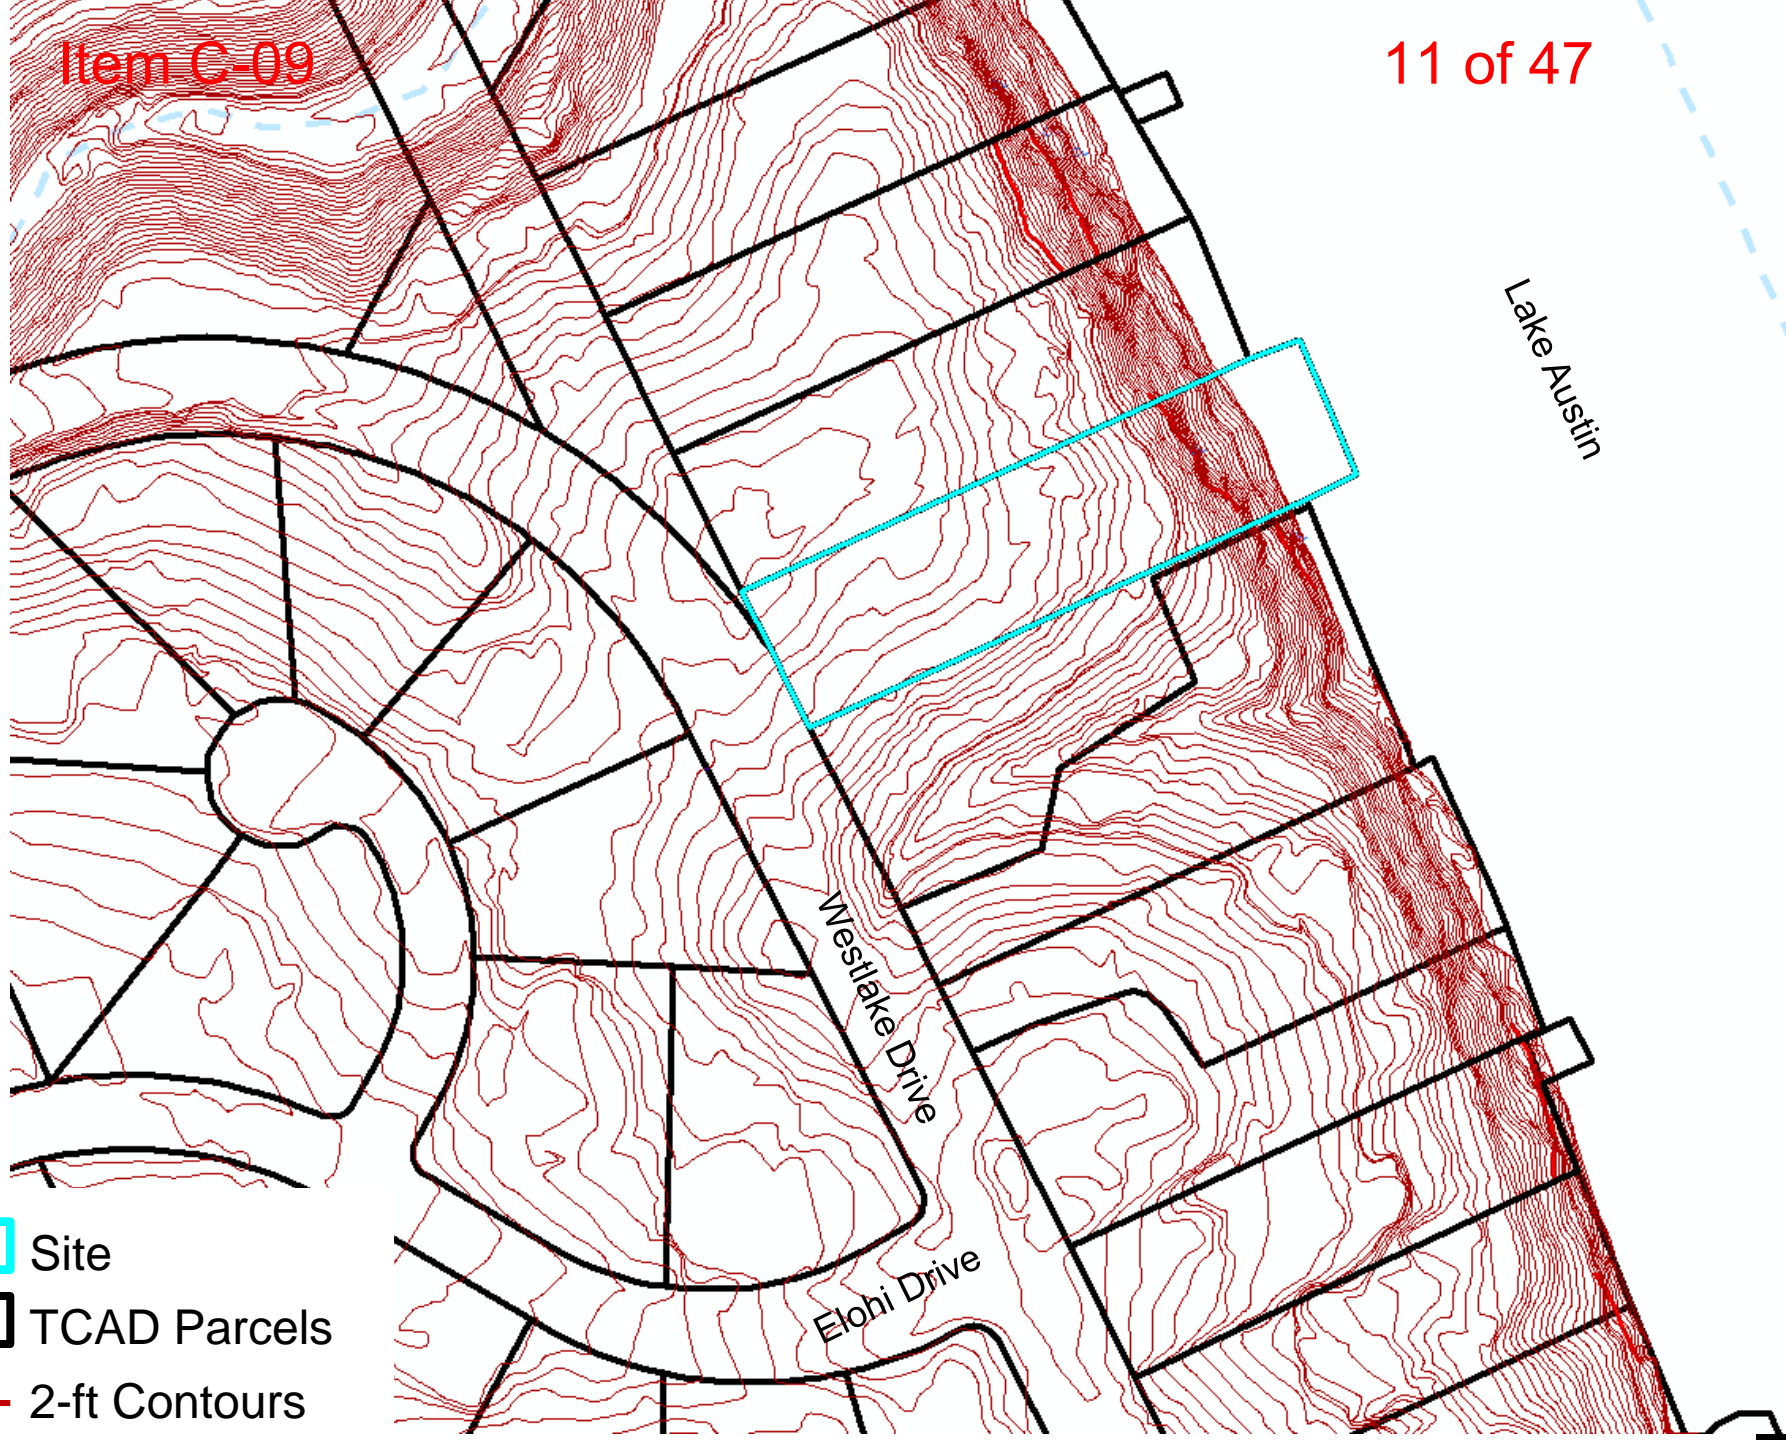 Item C-09
11 of 47
Lake Austin
Westlake Drive
Elohi Drive
Site
TCAD Parcels
2-ft Contours